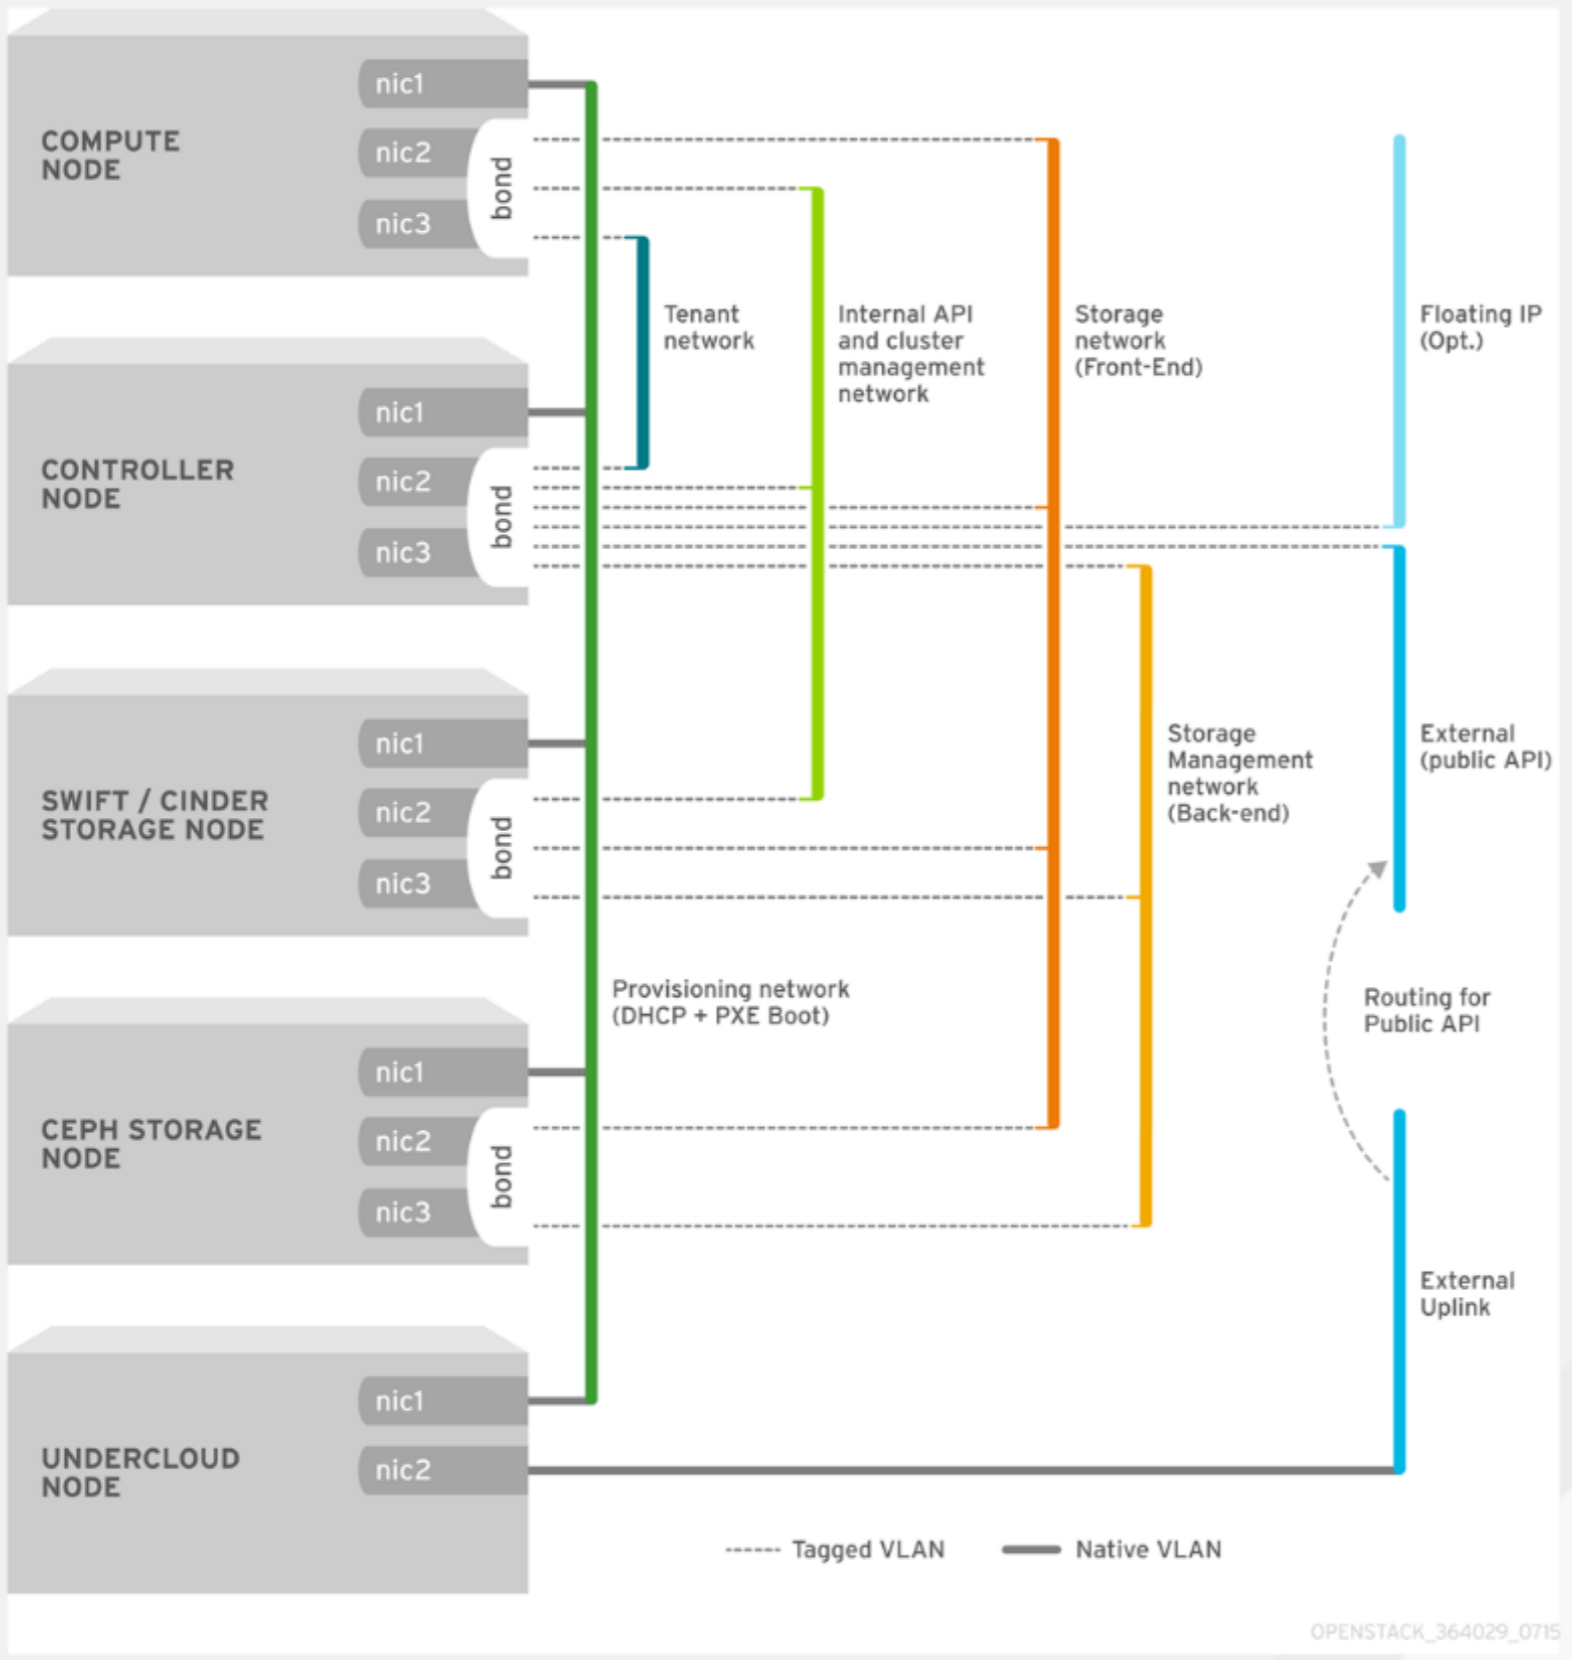 COMPUTE
NODE
nic1
nic2
nic3
bond
CONTROLLER
NODE
nic1
nic2
nic3
bond
SWIFT / CINDER
STORAGE NODE
nic1
nic2
nic3
bond
CEPH STORAGE
NODE
nic1
nic2
nic3
bond
UNDERCLOUD
NODE
nic1
nic2
Tenant
network
Internal API
and cluster
management
network
Storage
network
(Front-End)
Floating IP
(Opt.)
Storage
Management
network
(Back-end)
External
(public API)
Provisioning network
(DHCP + PXE Boot)
Routing for
Public API
External
Uplink
Tagged VLAN
Native VLAN
OPENSTACK_364029_0715